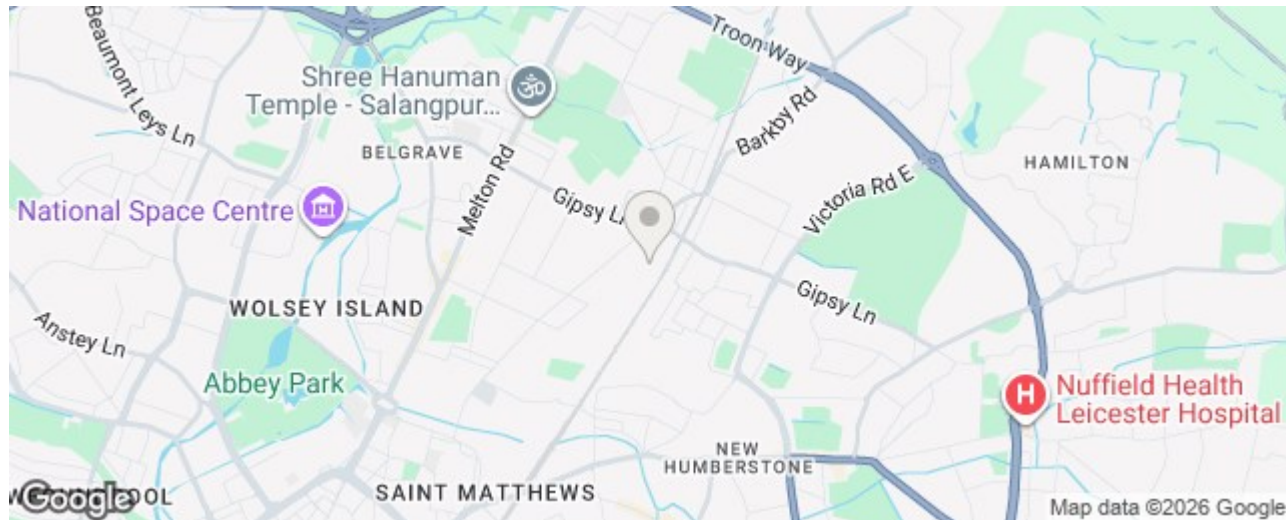 Beaumont Leys Ln
Shree Hanuman
Temple - Salangpur...
Troon Way
Barkby Rd
BELGRAVE
HAMILTON
Melton Rd
Gipsy L
Victoria Rd E
National Space Centre
WOLSEY ISLAND
Gipsy Ln
Anstey Ln
Abbey Park
H
Nuffield Health
Leicester Hospital
NEW
HUMBERSTONE
SAINT MATTHEWS
Google
Map data ©2026 Google